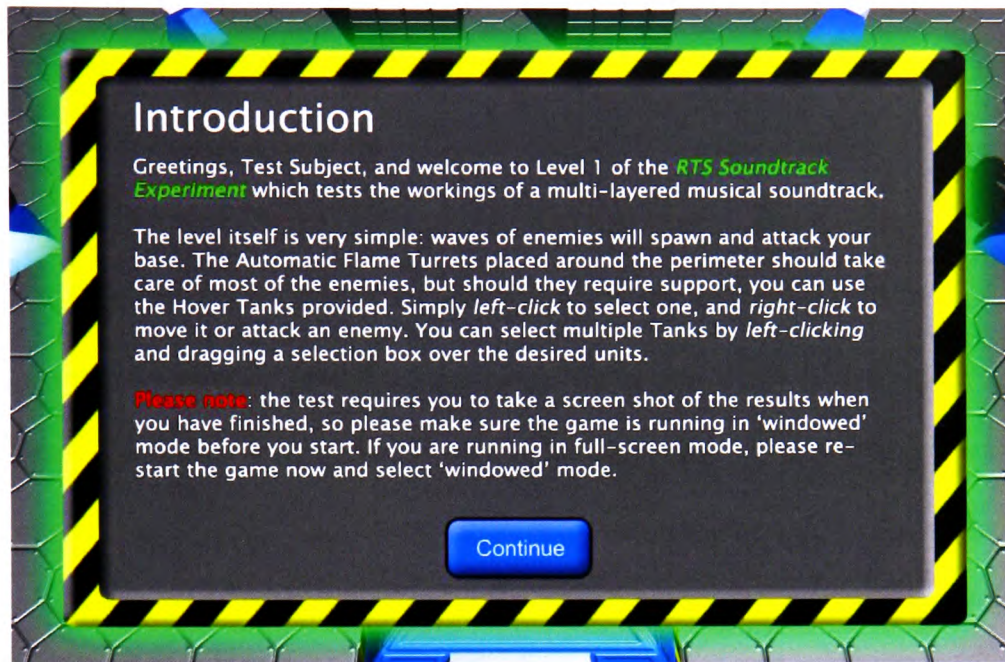 Introduction
Greetings, Test Subject, and welcome to Level 1 of the RTS Soundtrack
Experiment which tests the workings of a multi-layered musical soundtrack.
The level itself is very simple: waves of enemies will spawn and attack your
base. The Automatic Flame Turrets placed around the perimeter should take
care of most of the enemies, but should they require support, you can use
the Hover Tanks provided. Simply left-click to select one, and right-click to
move it or attack an enemy. You can select multiple Tanks by left-clicking
and dragging a selection box over the desired units.
Please note: the test requires you to take a screen shot of the results when
you have finished, so please make sure the game is running in ‘windowed’
mode before you start. If you are running in full-screen mode, please re-
start the game now and select ‘windowed’ mode.
Continue